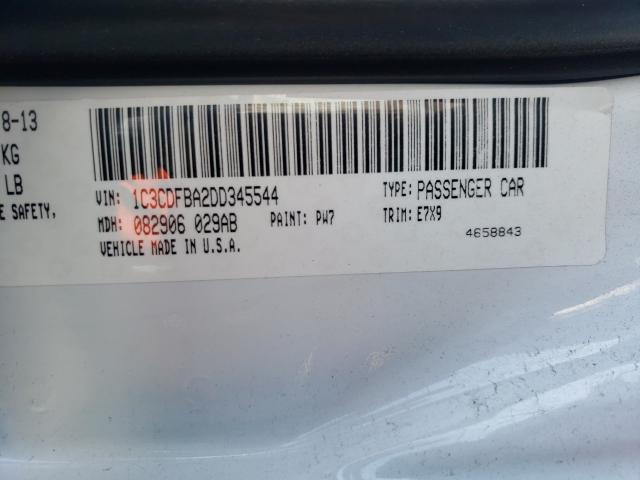 8-13
KG
LB
E SAFETY,
VIN: 1C3CDFBA2DD345544 TYPE: PASSENGER CAR
MDH: 082906 029AB PAINT: PW7 TRIM: E7X9
VEHICLE MADE IN U.S.A. 4658843